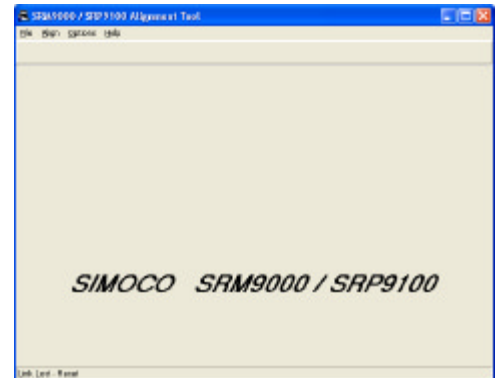 SRM9000 / SRP9100 Alignment Tool
File Align Options Help
SIMOCO SRM9000 / SRP9100
Link Lost - Reset